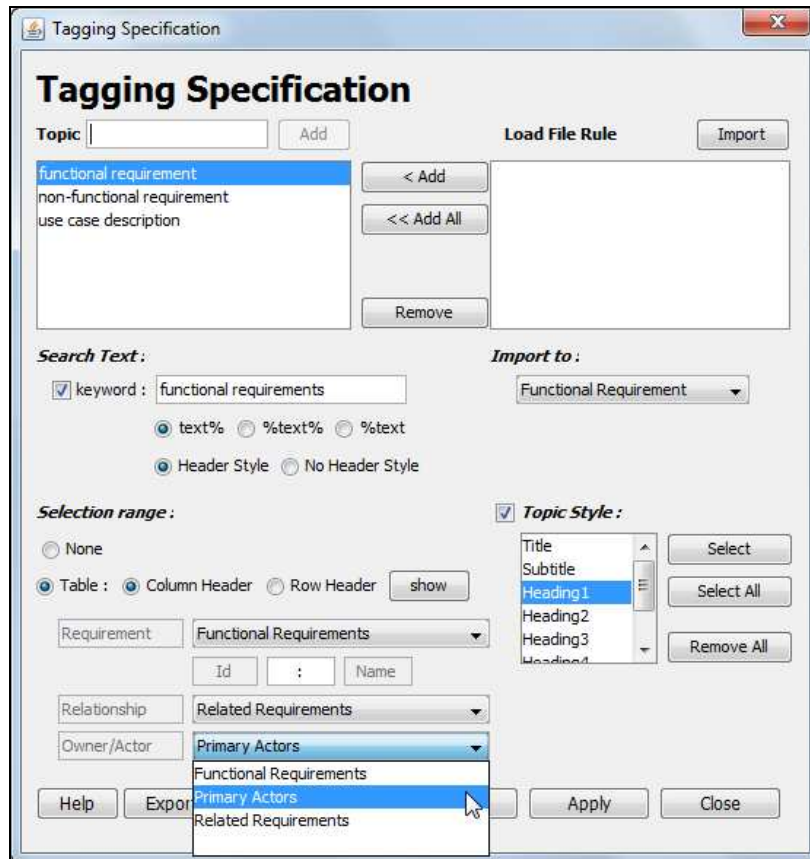 Tagging Specification
Tagging Specification
Topic Add Load File Rule Import
functional requirement
non-functional requirement
use case description
< Add
<< Add All
Remove
Search Text :
Import to :
keyword : functional requirements
Functional Requirement
text% %text% %text
Header Style No Header Style
Selection range :
Topic Style :
None
Table : Column Header Row Header show
Title
Subtitle
Heading1
Heading2
Heading3
Heading4
Select
Select All
Remove All
Requirement Functional Requirements
Id : Name
Relationship Related Requirements
Owner/Actor Primary Actors
Functional Requirements
Primary Actors
Related Requirements
Help Expor Apply Close